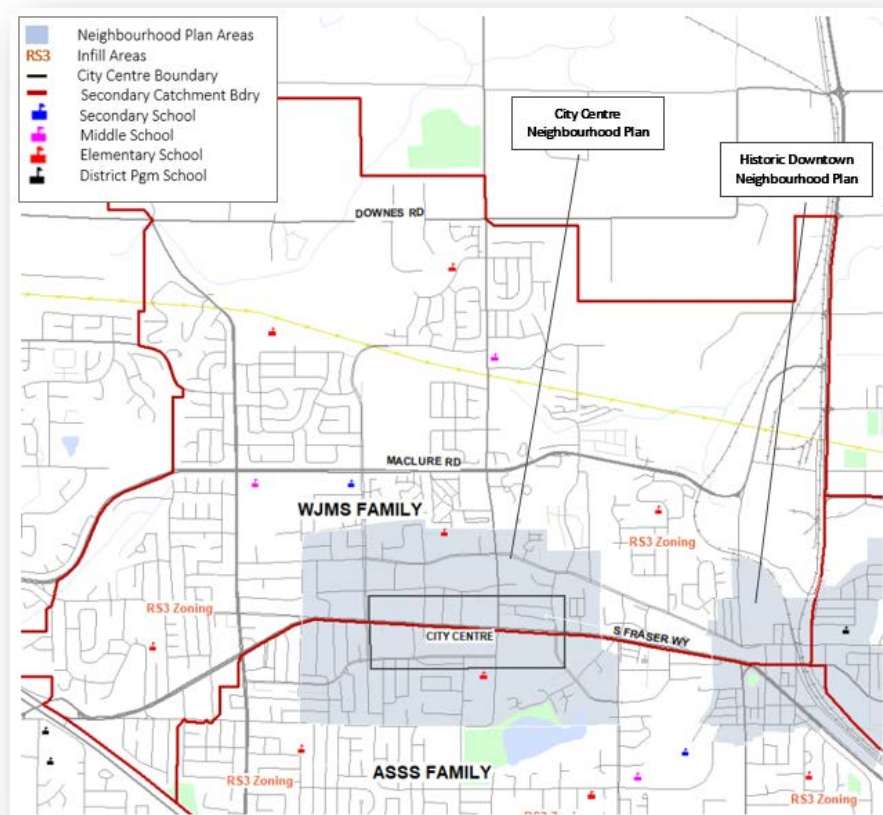 Neighbourhood Plan Areas
RS3 Infill Areas
City Centre Boundary
Secondary Catchment Bdry
Secondary School
Middle School
Elementary School
District Pgm School
City Centre
Neighbourhood Plan
Historic Downtown
Neighbourhood Plan
DOWNES RD
MACLURE RD
WJMS FAMILY
RS3 Zoning
RS3 Zoning
CITY CENTRE
S FRASER WY
ASSS FAMILY
RS3 Zoning
RS3 Zoning